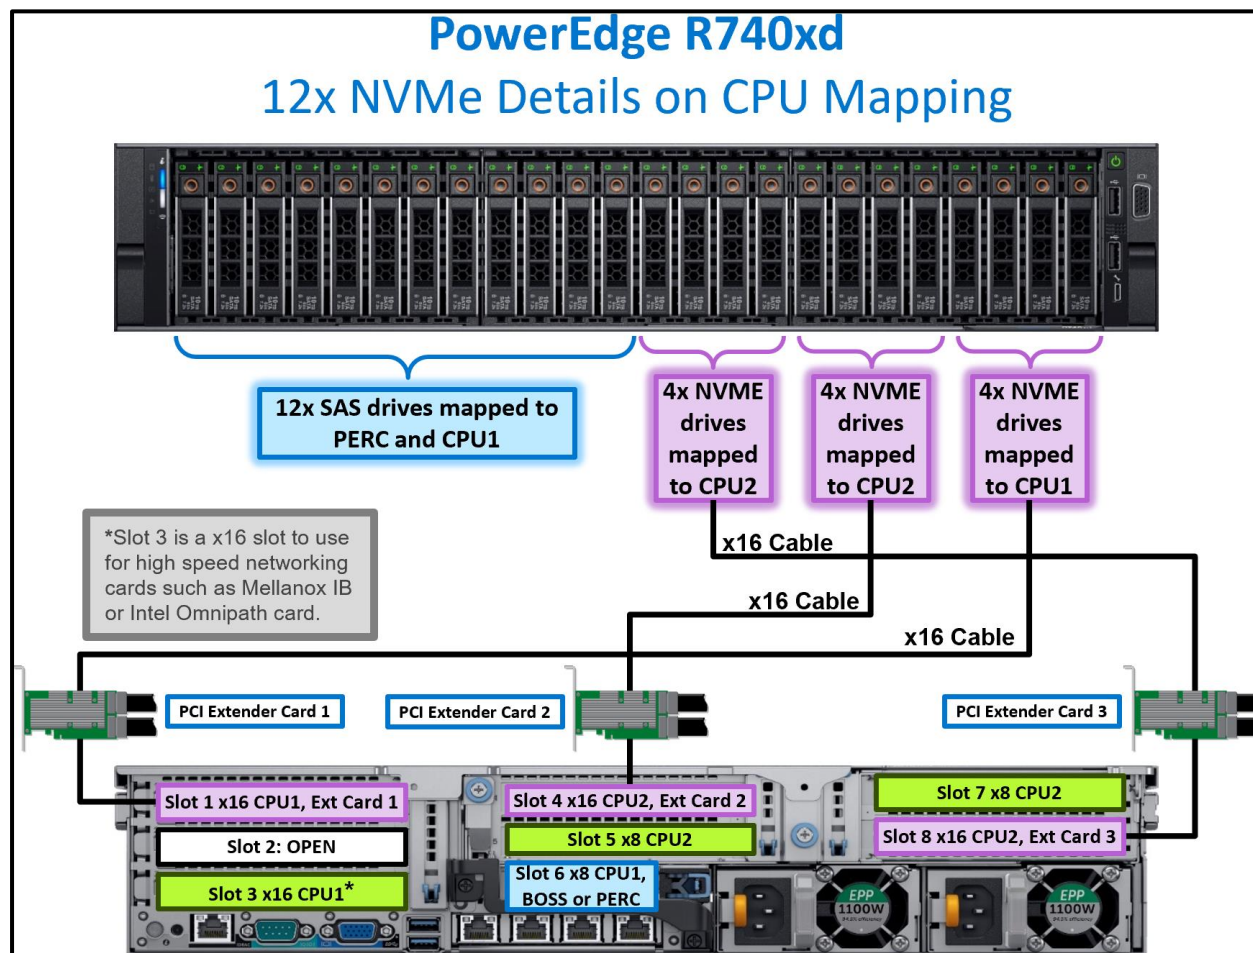 PowerEdge R740xd
12x NVMe Details on CPU Mapping
12x SAS drives mapped to
PERC and CPU1
4x NVME
drives
mapped
to CPU2
4x NVME
drives
mapped
to CPU2
4x NVME
drives
mapped
to CPU1
*Slot 3 is a x16 slot to use
for high speed networking
cards such as Mellanox IB
or Intel Omnipath card.
x16 Cable
x16 Cable
x16 Cable
PCI Extender Card 1
PCI Extender Card 2
PCI Extender Card 3
Slot 1 x16 CPU1, Ext Card 1
Slot 2: OPEN
Slot 3 x16 CPU1*
Slot 4 x16 CPU2, Ext Card 2
Slot 5 x8 CPU2
Slot 6 x8 CPU1,
BOSS or PERC
Slot 7 x8 CPU2
Slot 8 x16 CPU2, Ext Card 3
EPP
1100W
EPP
1100W